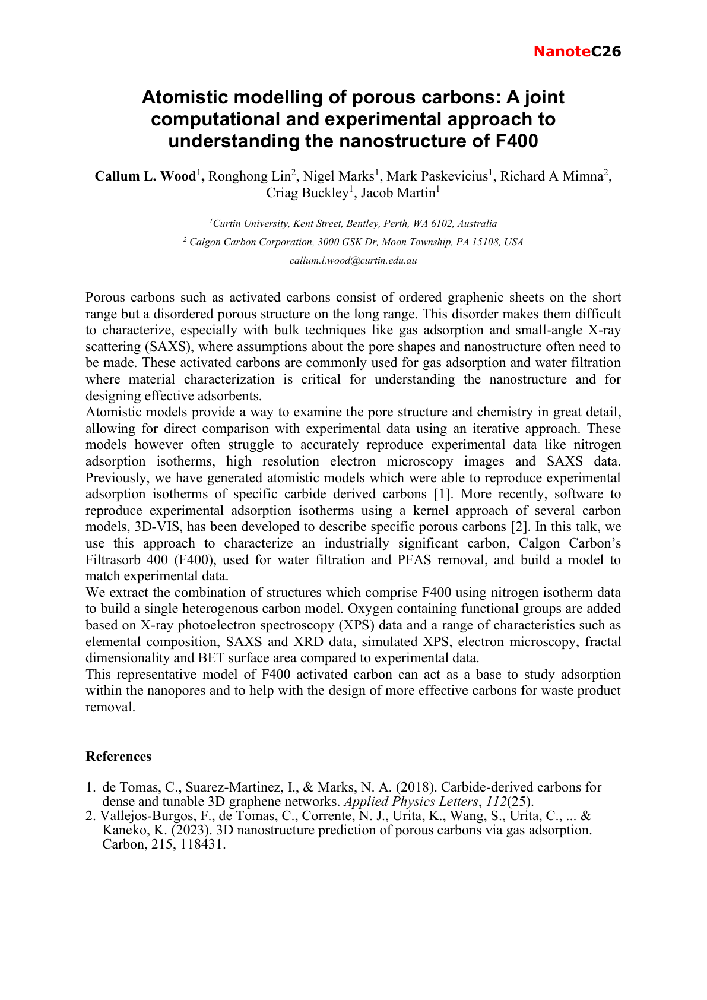 NanoteC26
Atomistic modelling of porous carbons: A joint
computational and experimental approach to
understanding the nanostructure of F400
Callum L. Wood1, Ronghong Lin2, Nigel Marks1, Mark Paskevicius1, Richard A Mimna2,
Criag Buckley1, Jacob Martin1
1Curtin University, Kent Street, Bentley, Perth, WA 6102, Australia
2 Calgon Carbon Corporation, 3000 GSK Dr, Moon Township, PA 15108, USA
callum.l.wood@curtin.edu.au
Porous carbons such as activated carbons consist of ordered graphenic sheets on the short
range but a disordered porous structure on the long range. This disorder makes them difficult
to characterize, especially with bulk techniques like gas adsorption and small-angle X-ray
scattering (SAXS), where assumptions about the pore shapes and nanostructure often need to
be made. These activated carbons are commonly used for gas adsorption and water filtration
where material characterization is critical for understanding the nanostructure and for
designing effective adsorbents.
Atomistic models provide a way to examine the pore structure and chemistry in great detail,
allowing for direct comparison with experimental data using an iterative approach. These
models however often struggle to accurately reproduce experimental data like nitrogen
adsorption isotherms, high resolution electron microscopy images and SAXS data.
Previously, we have generated atomistic models which were able to reproduce experimental
adsorption isotherms of specific carbide derived carbons [1]. More recently, software to
reproduce experimental adsorption isotherms using a kernel approach of several carbon
models, 3D-VIS, has been developed to describe specific porous carbons [2]. In this talk, we
use this approach to characterize an industrially significant carbon, Calgon Carbon's
Filtrasorb 400 (F400), used for water filtration and PFAS removal, and build a model to
match experimental data.
We extract the combination of structures which comprise F400 using nitrogen isotherm data
to build a single heterogenous carbon model. Oxygen containing functional groups are added
based on X-ray photoelectron spectroscopy (XPS) data and a range of characteristics such as
elemental composition, SAXS and XRD data, simulated XPS, electron microscopy, fractal
dimensionality and BET surface area compared to experimental data.
This representative model of F400 activated carbon can act as a base to study adsorption
within the nanopores and to help with the design of more effective carbons for waste product
removal.
References
1. de Tomas, C., Suarez-Martinez, I., & Marks, N. A. (2018). Carbide-derived carbons for
dense and tunable 3D graphene networks. Applied Physics Letters, 112(25).
2. Vallejos-Burgos, F., de Tomas, C., Corrente, N. J., Urita, K., Wang, S., Urita, C., ... &
Kaneko, K. (2023). 3D nanostructure prediction of porous carbons via gas adsorption.
Carbon, 215, 118431.